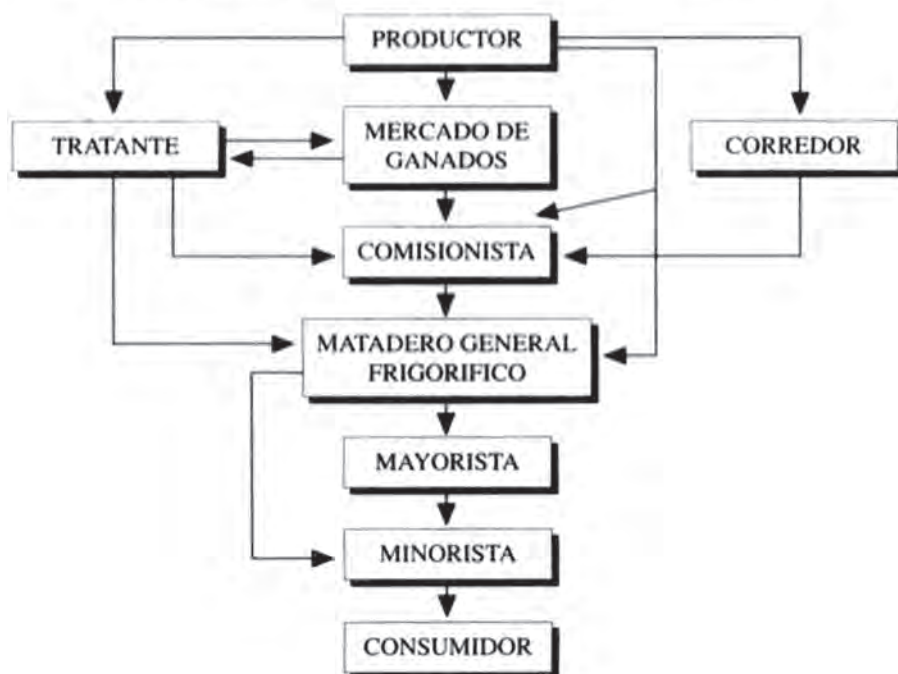 PRODUCTOR
TRATANTE
MERCADO DE
GANADOS
CORREDOR
COMISIONISTA
MATADERO GENERAL
FRIGORIFICO
MAYORISTA
MINORISTA
CONSUMIDOR